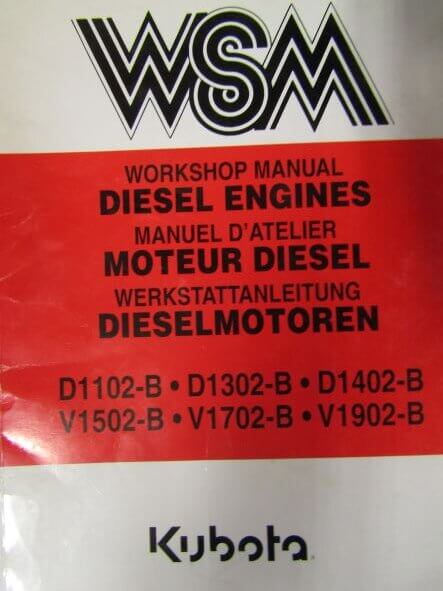 WSM
WORKSHOP MANUAL
DIESEL ENGINES
MANUEL D'ATELIER
MOTEUR DIESEL
WERKSTATTANLEITUNG
DIESELMOTOREN
D1102-B • D1302-B • D1402-B
V1502-B • V1702-B • V1902-B
Kubota